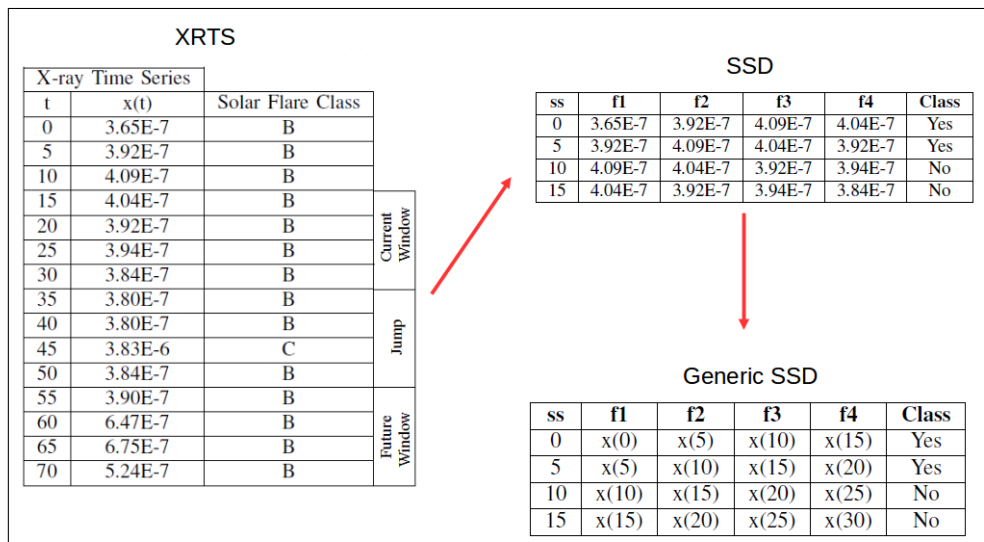 XRTS
X-ray Time Series
t x(t) Solar Flare Class
0 3.65E-7 B
5 3.92E-7 B
10 4.09E-7 B
15 4.04E-7 B
20 3.92E-7 B
25 3.94E-7 B
30 3.84E-7 B
35 3.80E-7 B
40 3.80E-7 B
45 3.83E-6 C
50 3.84E-7 B
55 3.90E-7 B
60 6.47E-7 B
65 6.75E-7 B
70 5.24E-7 B
Current
Window
Jump
Future
Window
SSD
ss f1 f2 f3 f4 Class
0 3.65E-7 3.92E-7 4.09E-7 4.04E-7 Yes
5 3.92E-7 4.09E-7 4.04E-7 3.92E-7 Yes
10 4.09E-7 4.04E-7 3.92E-7 3.94E-7 No
15 4.04E-7 3.92E-7 3.94E-7 3.84E-7 No
Generic SSD
ss f1 f2 f3 f4 Class
0 x(0) x(5) x(10) x(15) Yes
5 x(5) x(10) x(15) x(20) Yes
10 x(10) x(15) x(20) x(25) No
15 x(15) x(20) x(25) x(30) No